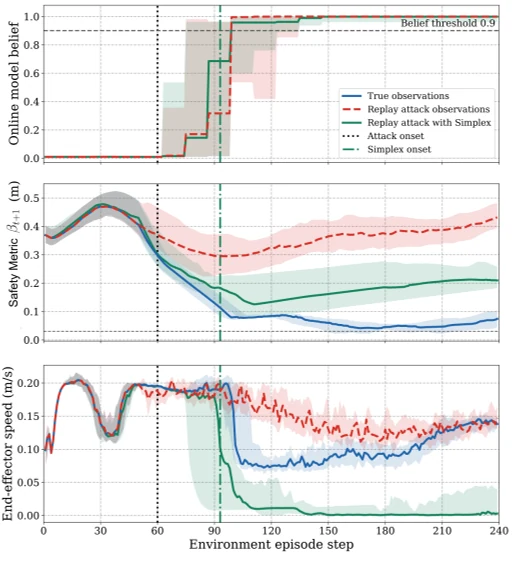 Online model belief
1.0
0.8
0.6
0.4
0.2
0.0
Belief threshold 0.9
True observations
Replay attack observations
Replay attack with Simplex
Attack onset
Simplex onset
Safety Metric β̂ₜ₊₁ (m)
0.5
0.4
0.3
0.2
0.1
0.0
End-effector speed (m/s)
0.20
0.15
0.10
0.05
0.00
0 30 60 90 120 150 180 210 240
Environment episode step